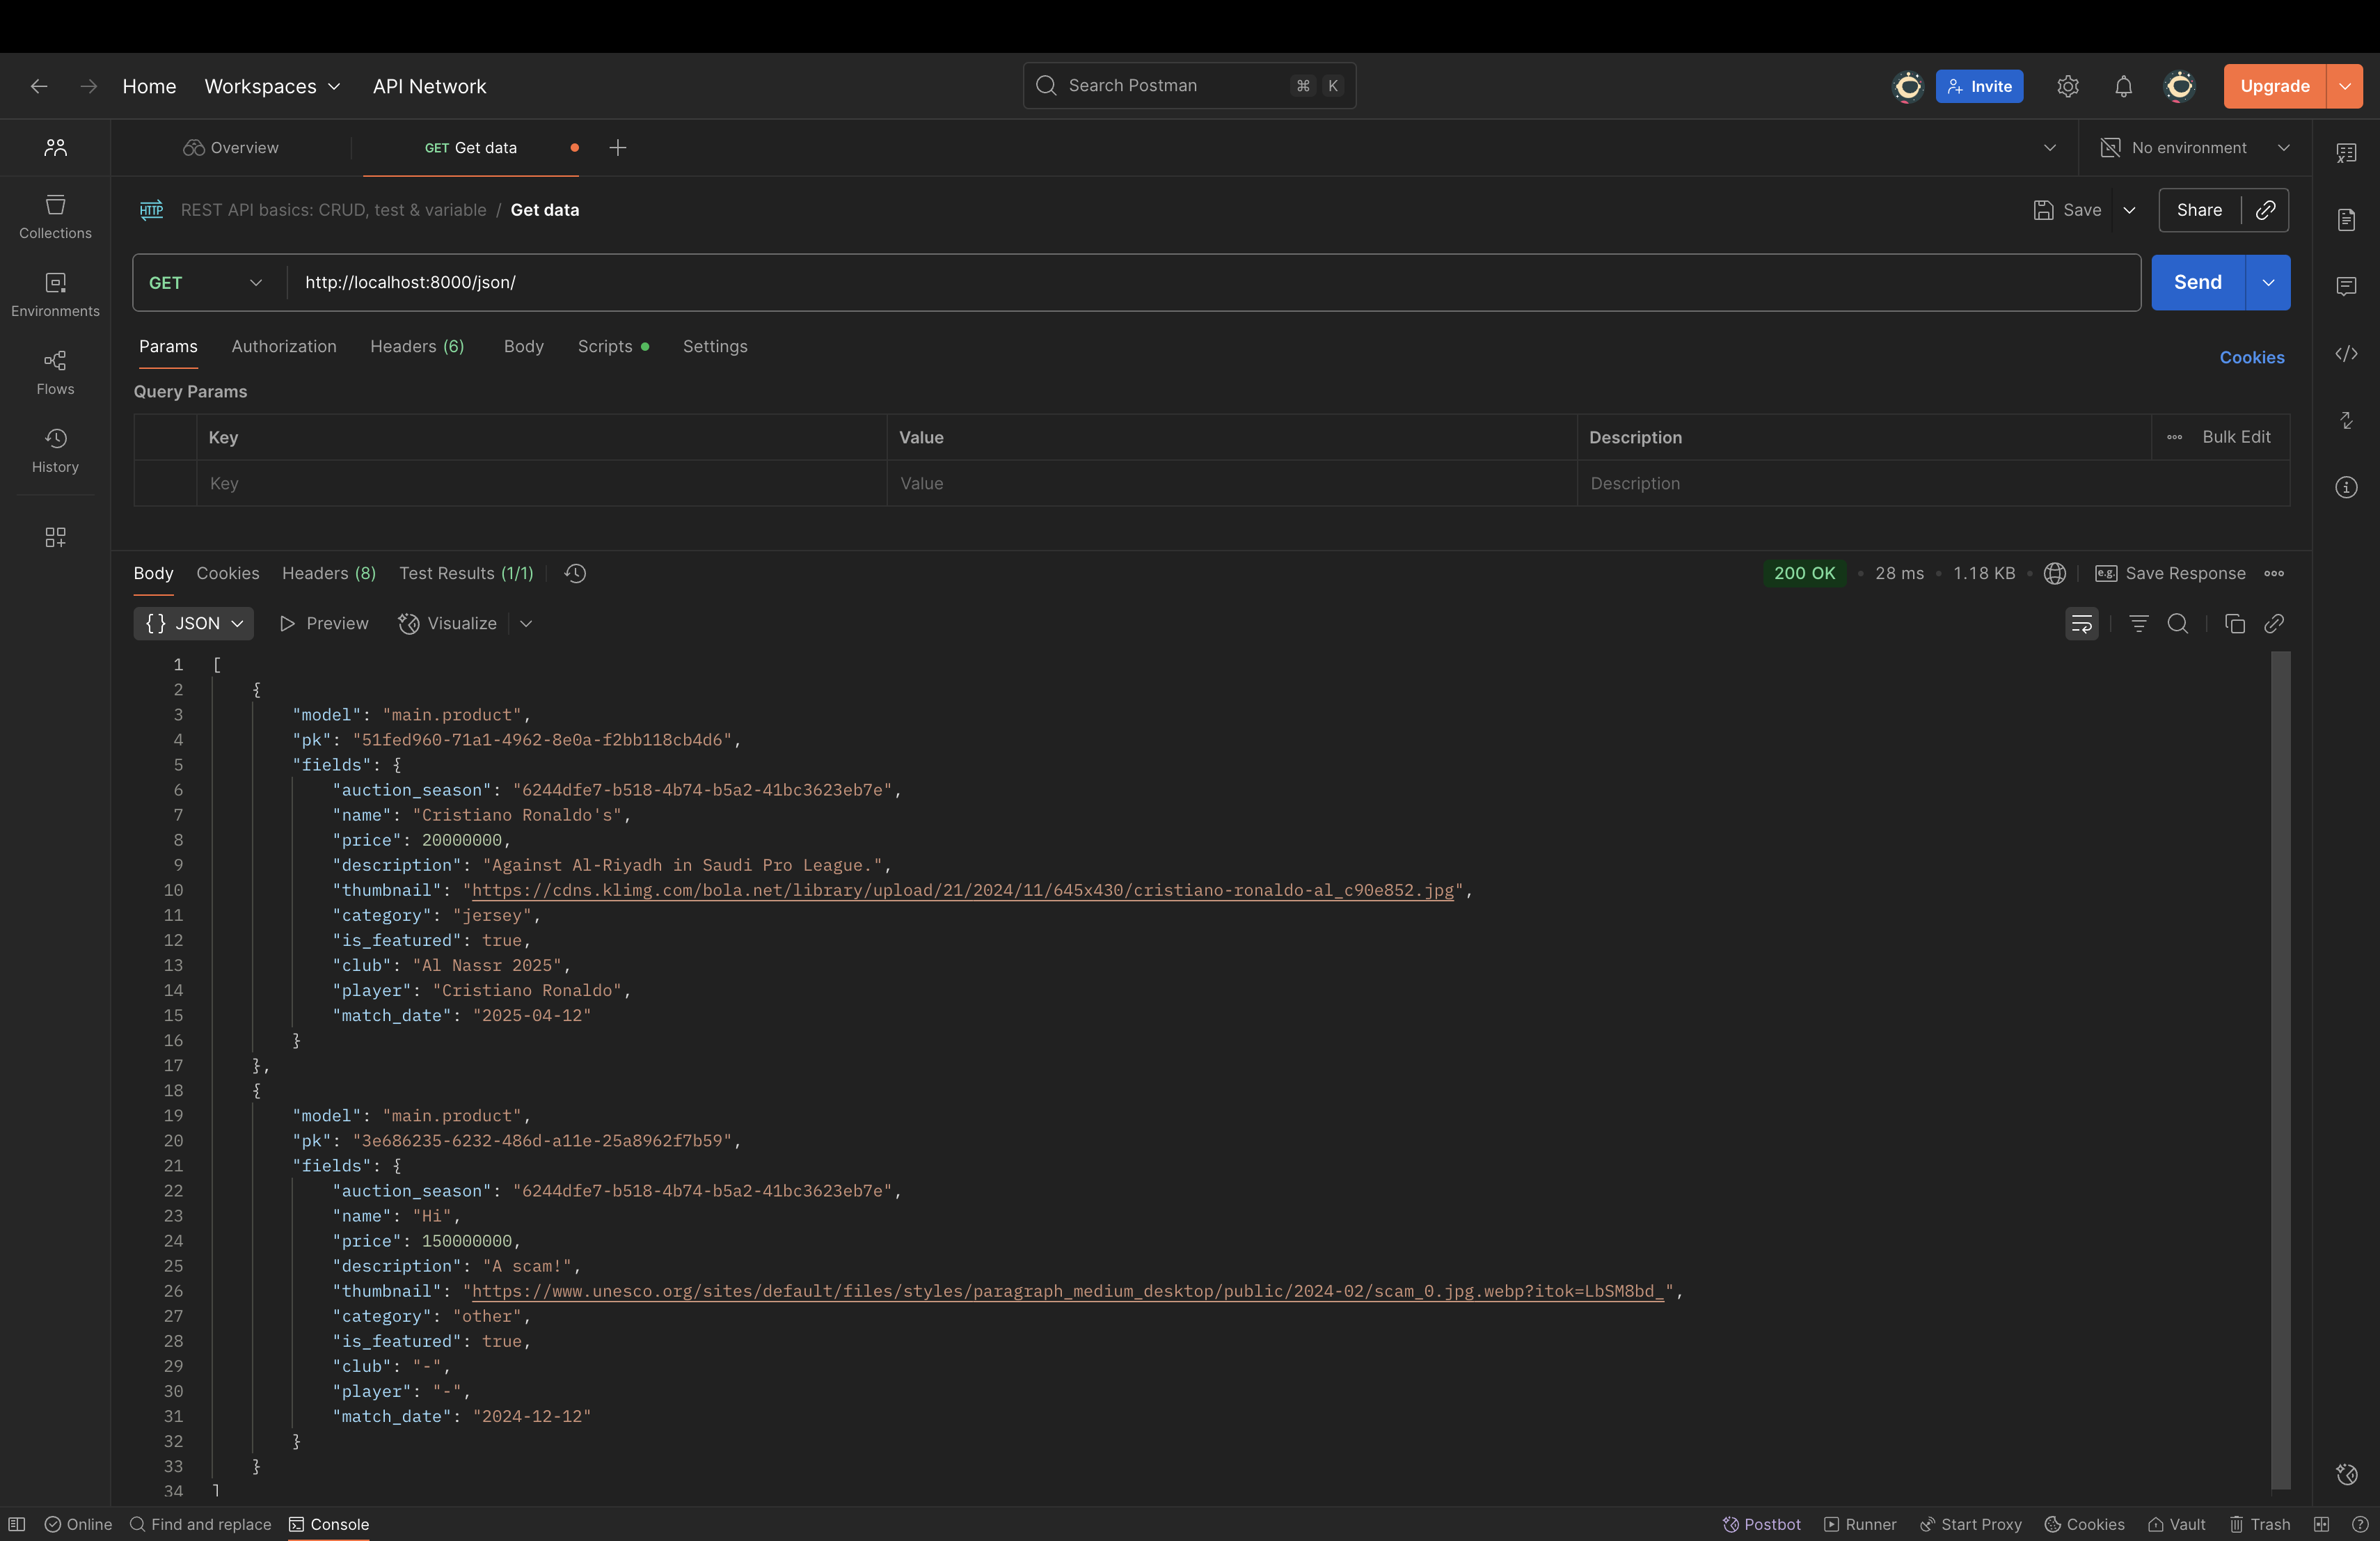 Home Workspaces API Network Search Postman ⌘ K Invite Upgrade
Overview GET Get data No environment
HTTP REST API basics: CRUD, test & variable / Get data Save Share
Collections
Environments
Flows
History
GET http://localhost:8000/json/ Send
Params Authorization Headers (6) Body Scripts Settings Cookies
Query Params
Key Value Description Bulk Edit
Key Value Description
Body Cookies Headers (8) Test Results (1/1) 200 OK 28 ms 1.18 KB e.g. Save Response
{} JSON Preview Visualize
1 [
2 {
3 "model": "main.product",
4 "pk": "51fed960-71a1-4962-8e0a-f2bb118cb4d6",
5 "fields": {
6 "auction_season": "6244dfe7-b518-4b74-b5a2-41bc3623eb7e",
7 "name": "Cristiano Ronaldo's",
8 "price": 20000000,
9 "description": "Against Al-Riyadh in Saudi Pro League.",
10 "thumbnail": "https://cdns.klimg.com/bola.net/library/upload/21/2024/11/645x430/cristiano-ronaldo-al_c90e852.jpg",
11 "category": "jersey",
12 "is_featured": true,
13 "club": "Al Nassr 2025",
14 "player": "Cristiano Ronaldo",
15 "match_date": "2025-04-12"
16 }
17 },
18 {
19 "model": "main.product",
20 "pk": "3e686235-6232-486d-a11e-25a8962f7b59",
21 "fields": {
22 "auction_season": "6244dfe7-b518-4b74-b5a2-41bc3623eb7e",
23 "name": "Hi",
24 "price": 150000000,
25 "description": "A scam!",
26 "thumbnail": "https://www.unesco.org/sites/default/files/styles/paragraph_medium_desktop/public/2024-02/scam_0.jpg.webp?itok=LbSM8bd_",
27 "category": "other",
28 "is_featured": true,
29 "club": "-",
30 "player": "-",
31 "match_date": "2024-12-12"
32 }
33 }
34 ]
Online Find and replace Console Postbot Runner Start Proxy Cookies Vault Trash